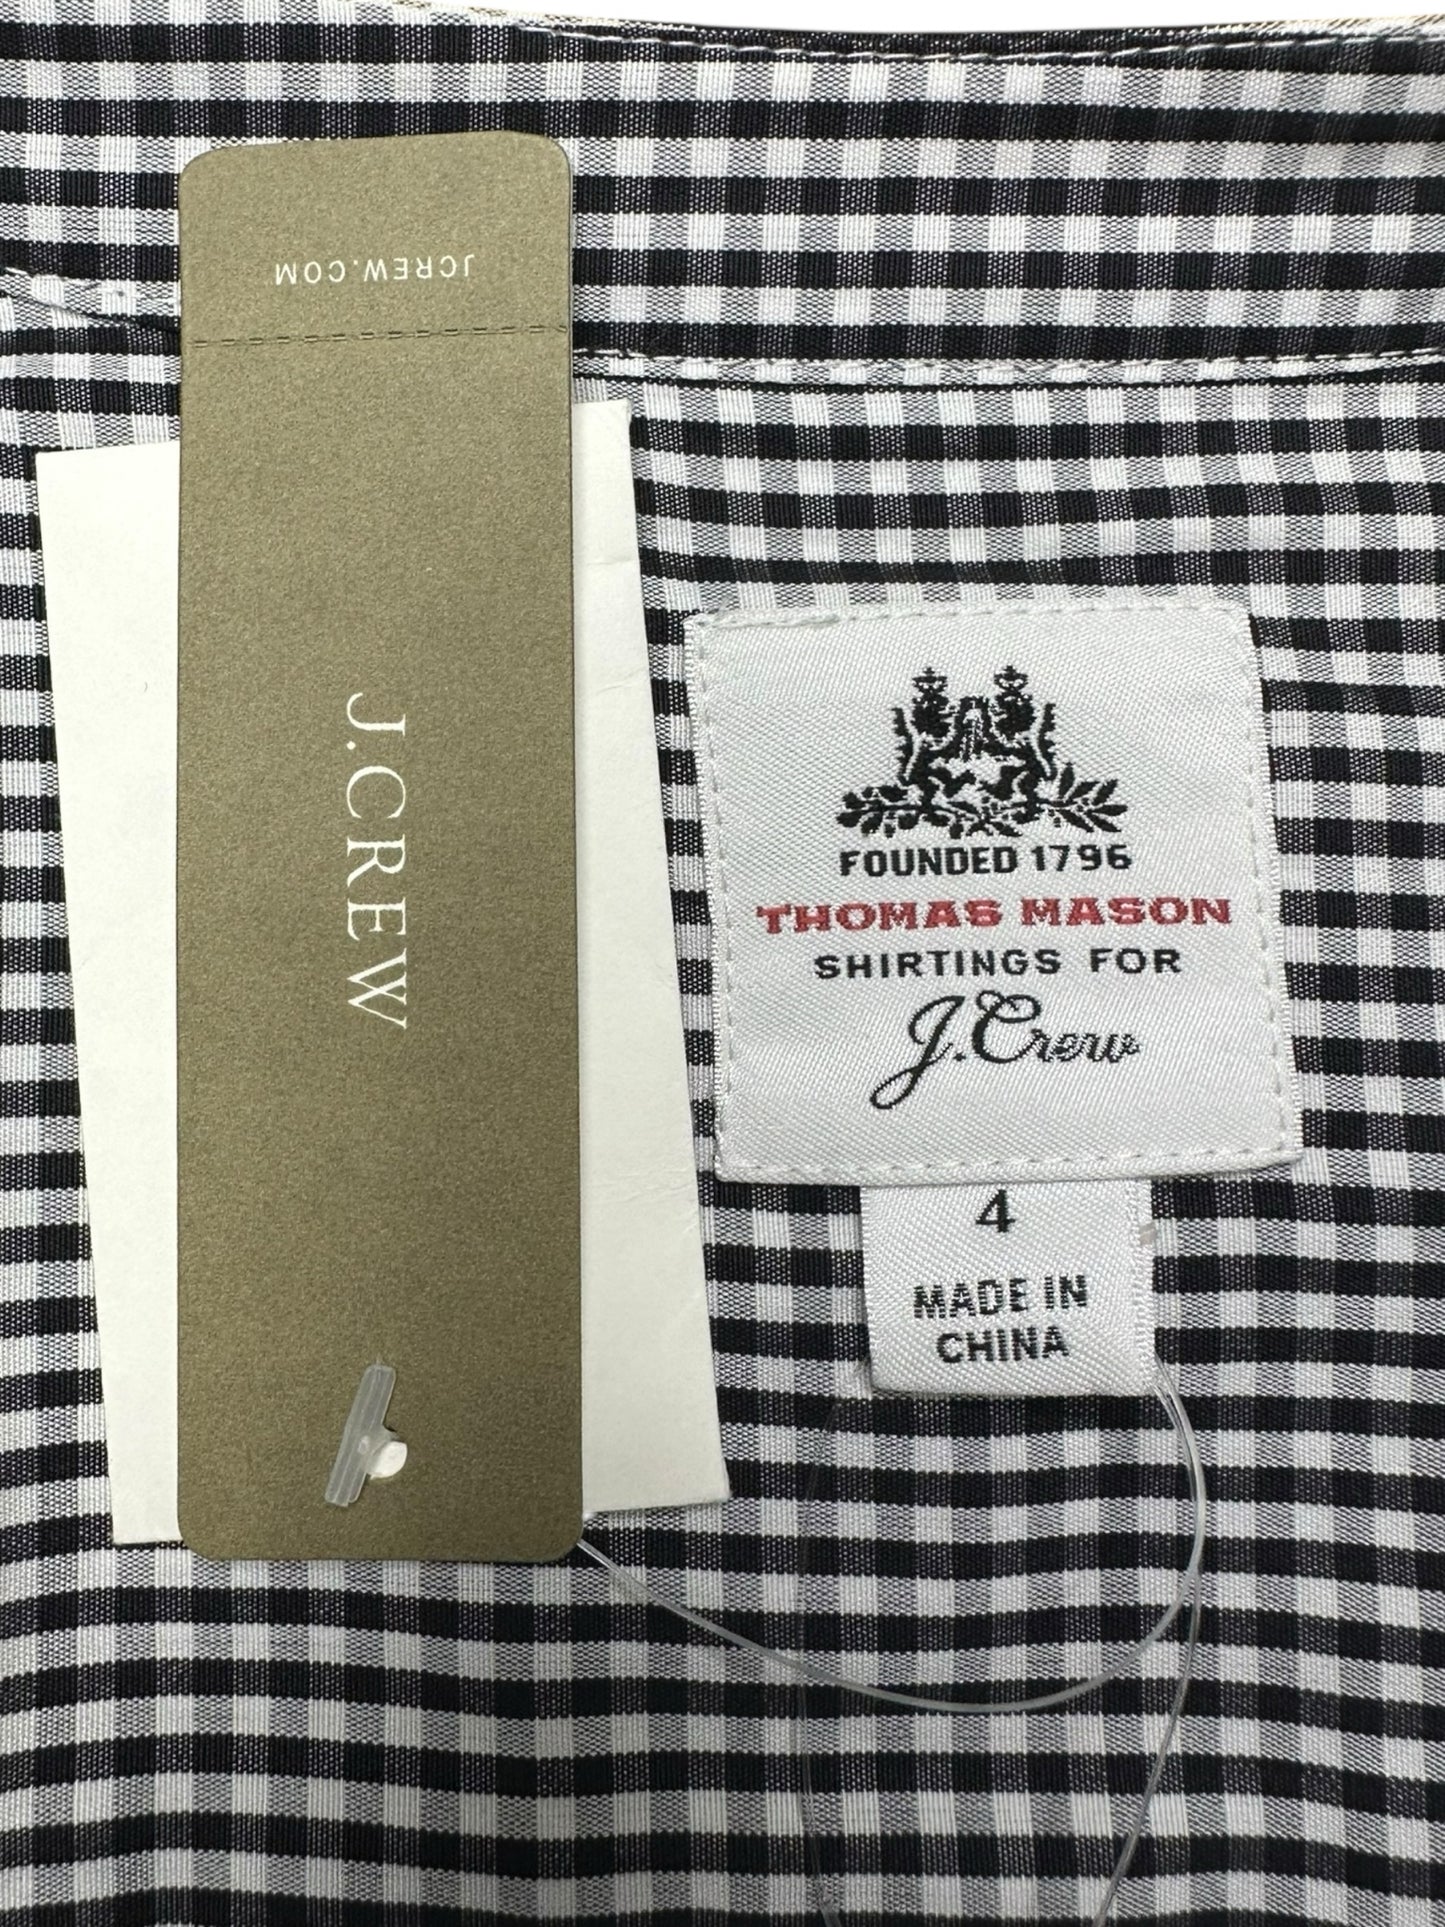 JCREW.COM
J.CREW
FOUNDED 1796
THOMAS MASON
SHIRTINGS FOR
J.Crew
4
MADE IN
CHINA